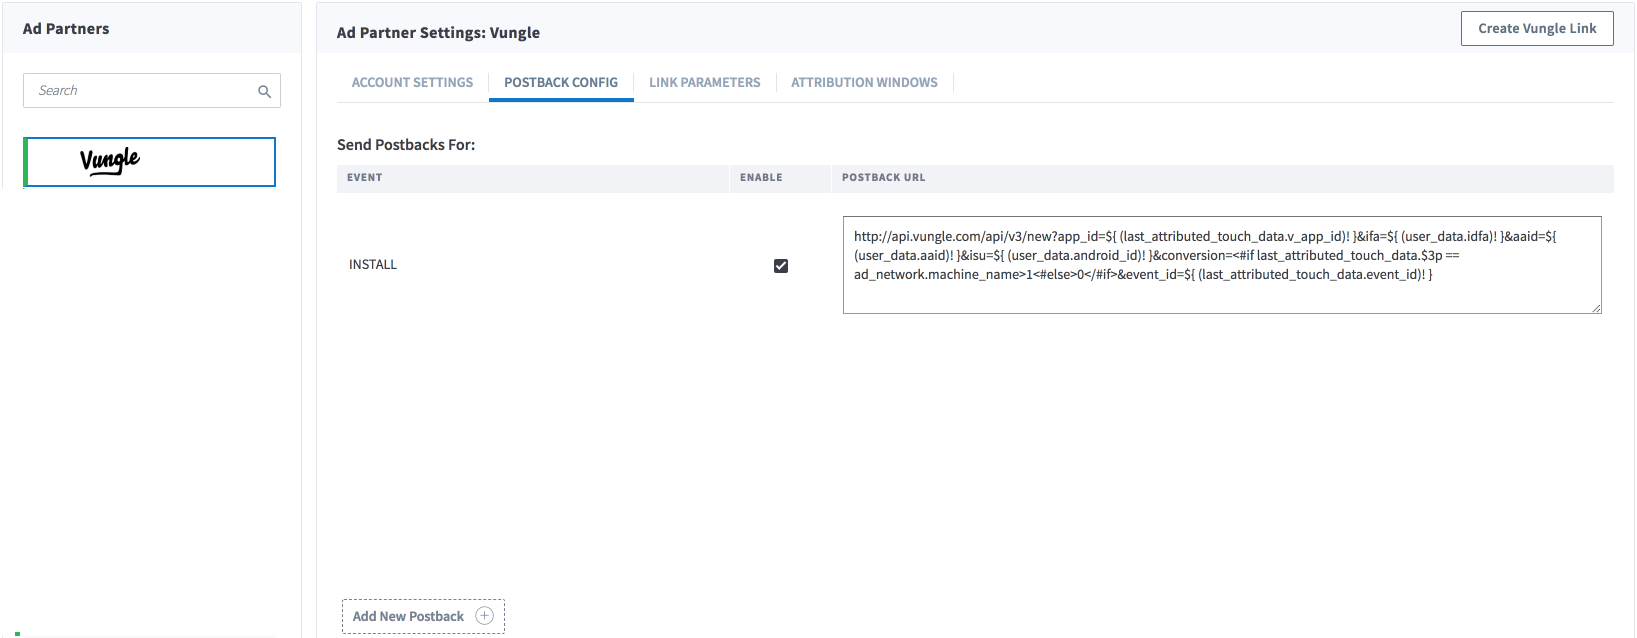 Ad Partners
Search
Vungle
Ad Partner Settings: Vungle
Create Vungle Link
ACCOUNT SETTINGS
POSTBACK CONFIG
LINK PARAMETERS
ATTRIBUTION WINDOWS
Send Postbacks For:
EVENT
ENABLE
POSTBACK URL
INSTALL
http://api.vungle.com/api/v3/new?app_id=${ (last_attributed_touch_data.v_app_id)! }&ifa=${ (user_data.idfa)! }&aaid=${
(user_data.aaid)! }&isu=${ (user_data.android_id)! }&conversion=<#if last_attributed_touch_data.$3p ==
ad_network.machine_name>1<#else>0</#if>&event_id=${ (last_attributed_touch_data.event_id)! }
Add New Postback